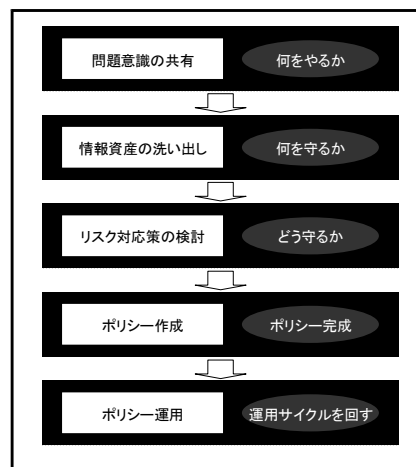 問題意識の共有 何をやるか
情報資産の洗い出し 何を守るか
リスク対応策の検討 どう守るか
ポリシー作成 ポリシー完成
ポリシー運用 運用サイクルを回す